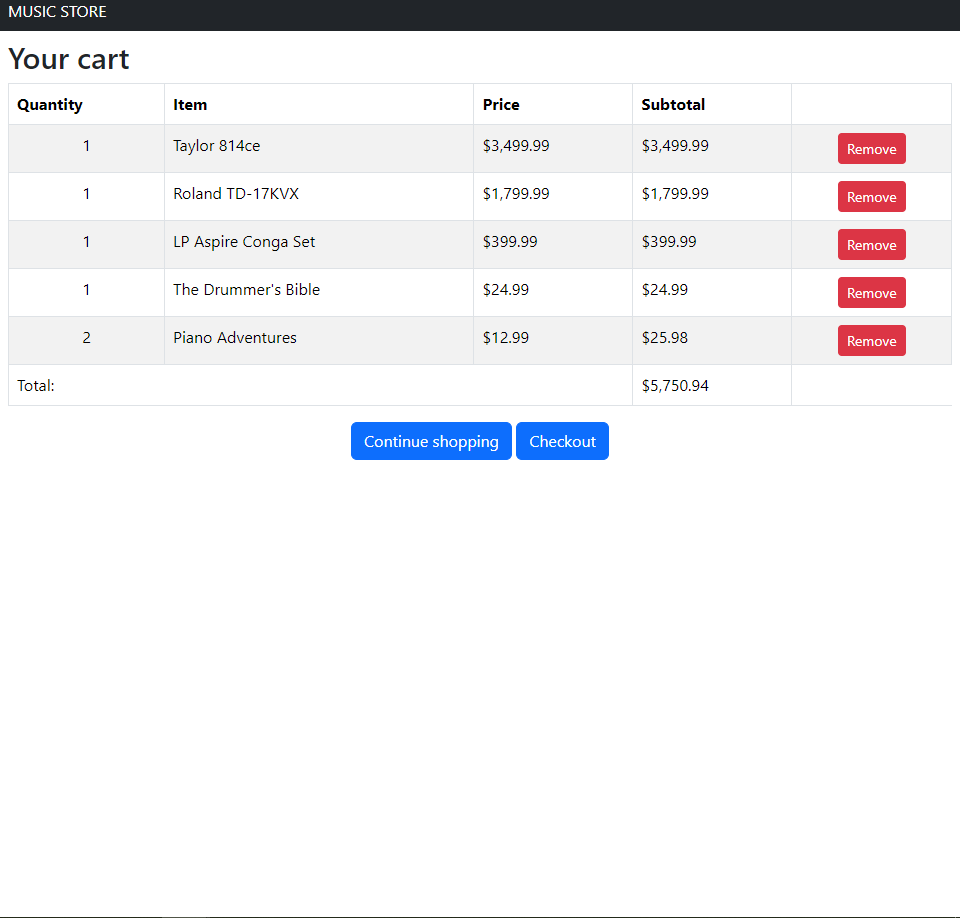 MUSIC STORE
Your cart
Quantity Item Price Subtotal
1 Taylor 814ce $3,499.99 $3,499.99 Remove
1 Roland TD-17KVX $1,799.99 $1,799.99 Remove
1 LP Aspire Conga Set $399.99 $399.99 Remove
1 The Drummer's Bible $24.99 $24.99 Remove
2 Piano Adventures $12.99 $25.98 Remove
Total: $5,750.94
Continue shopping Checkout